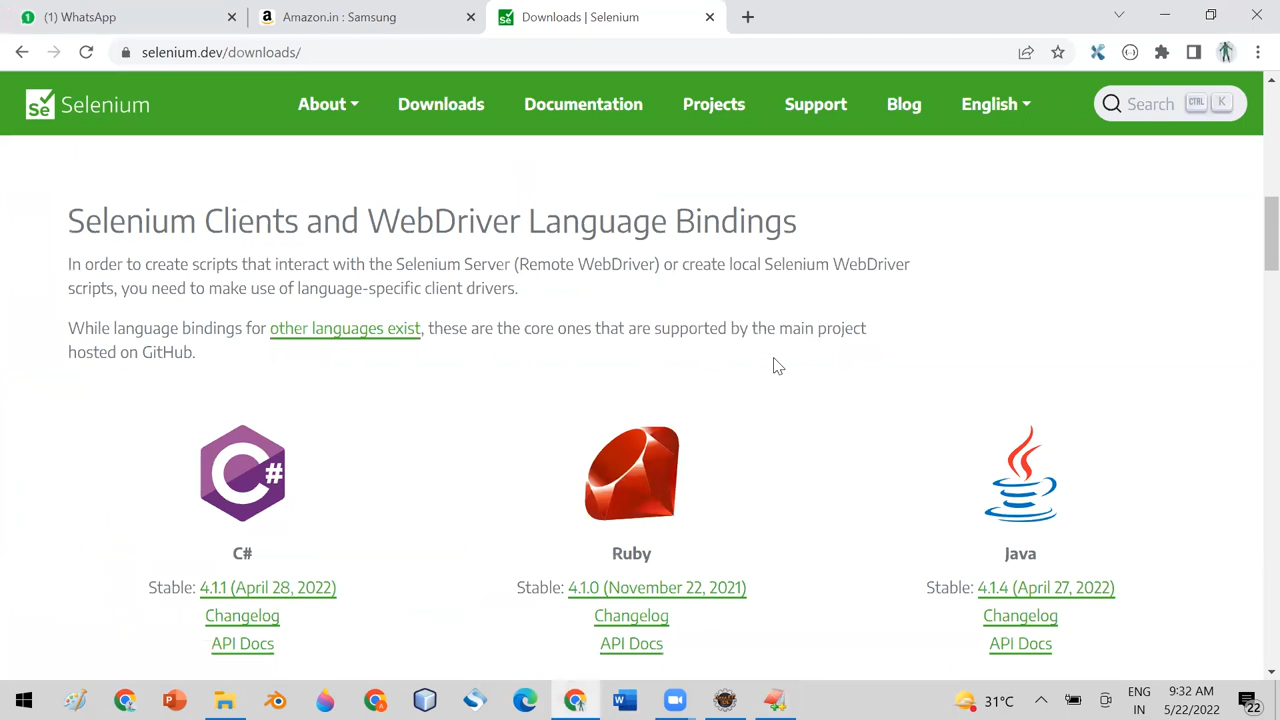 (1) WhatsApp
Amazon.in : Samsung
Downloads | Selenium
selenium.dev/downloads/
Se Selenium
About
Downloads
Documentation
Projects
Support
Blog
English
Search CTRL K
Selenium Clients and WebDriver Language Bindings
In order to create scripts that interact with the Selenium Server (Remote WebDriver) or create local Selenium WebDriver
scripts, you need to make use of language-specific client drivers.
While language bindings for other languages exist, these are the core ones that are supported by the main project
hosted on GitHub.
C#
C#
Stable: 4.1.1 (April 28, 2022)
Changelog
API Docs
Ruby
Stable: 4.1.0 (November 22, 2021)
Changelog
API Docs
Java
Stable: 4.1.4 (April 27, 2022)
Changelog
API Docs
31°C
ENG
IN
9:32 AM
5/22/2022
22